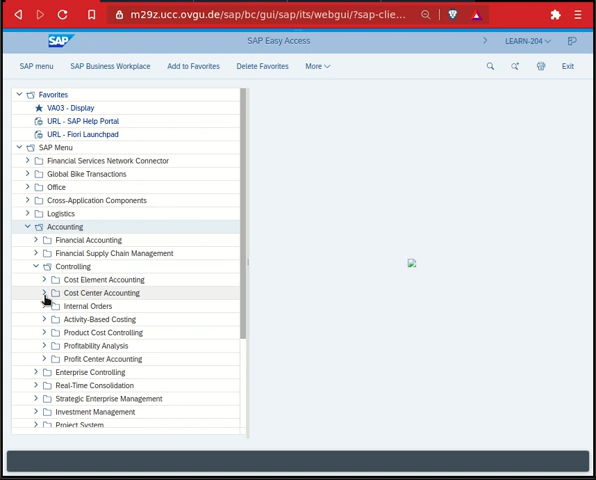 m29z.ucc.ovgu.de/sap/bc/gui/sap/its/webgui/?sap-clie...
SAP
SAP Easy Access
LEARN-204
SAP menu
SAP Business Workplace
Add to Favorites
Delete Favorites
More
Exit
Favorites
VA03 - Display
URL - SAP Help Portal
URL - Fiori Launchpad
SAP Menu
Financial Services Network Connector
Global Bike Transactions
Office
Cross-Application Components
Logistics
Accounting
Financial Accounting
Financial Supply Chain Management
Controlling
Cost Element Accounting
Cost Center Accounting
Internal Orders
Activity-Based Costing
Product Cost Controlling
Profitability Analysis
Profit Center Accounting
Enterprise Controlling
Real-Time Consolidation
Strategic Enterprise Management
Investment Management
Project System